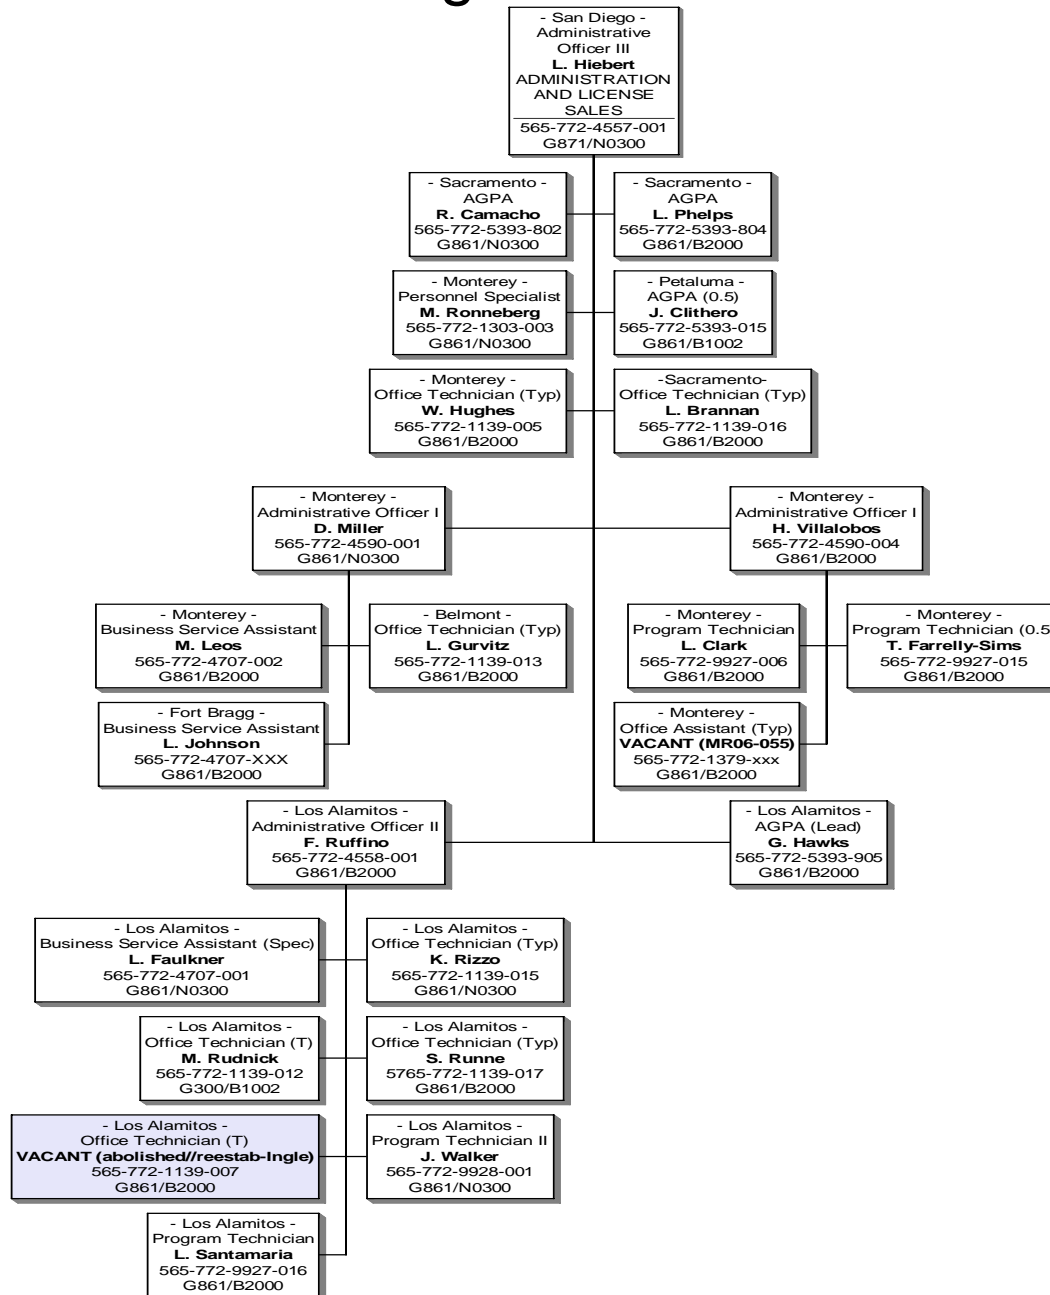 - San Diego -
Administrative
Officer III
L. Hiebert
ADMINISTRATION
AND LICENSE
SALES
565-772-4557-001
G871/N0300
- Sacramento -
AGPA
R. Camacho
565-772-5393-802
G861/N0300
- Sacramento -
AGPA
L. Phelps
565-772-5393-804
G861/B2000
- Monterey -
Personnel Specialist
M. Ronneberg
565-772-1303-003
G861/N0300
- Petaluma -
AGPA (0.5)
J. Clithero
565-772-5393-015
G861/B1002
- Monterey -
Office Technician (Typ)
W. Hughes
565-772-1139-005
G861/B2000
-Sacramento-
Office Technician (Typ)
L. Brannan
565-772-1139-016
G861/B2000
- Monterey -
Administrative Officer I
D. Miller
565-772-4590-001
G861/N0300
- Monterey -
Administrative Officer I
H. Villalobos
565-772-4590-004
G861/B2000
- Monterey -
Business Service Assistant
M. Leos
565-772-4707-002
G861/B2000
- Belmont -
Office Technician (Typ)
L. Gurvitz
565-772-1139-013
G861/B2000
- Monterey -
Program Technician
L. Clark
565-772-9927-006
G861/B2000
- Monterey -
Program Technician (0.5
T. Farrelly-Sims
565-772-9927-015
G861/B2000
- Fort Bragg -
Business Service Assistant
L. Johnson
565-772-4707-XXX
G861/B2000
- Monterey -
Office Assistant (Typ)
VACANT (MR06-055)
565-772-1379-xxx
G861/B2000
- Los Alamitos -
Administrative Officer II
F. Ruffino
565-772-4558-001
G861/B2000
- Los Alamitos -
AGPA (Lead)
G. Hawks
565-772-5393-905
G861/B2000
- Los Alamitos -
Business Service Assistant (Spec)
L. Faulkner
565-772-4707-001
G861/N0300
- Los Alamitos -
Office Technician (Typ)
K. Rizzo
565-772-1139-015
G861/N0300
- Los Alamitos -
Office Technician (T)
M. Rudnick
565-772-1139-012
G300/B1002
- Los Alamitos -
Office Technician (Typ)
S. Runne
5765-772-1139-017
G861/B2000
- Los Alamitos -
Office Technician (T)
VACANT (abolished//reestab-Ingle)
565-772-1139-007
G861/B2000
- Los Alamitos -
Program Technician II
J. Walker
565-772-9928-001
G861/N0300
- Los Alamitos -
Program Technician
L. Santamaria
565-772-9927-016
G861/B2000